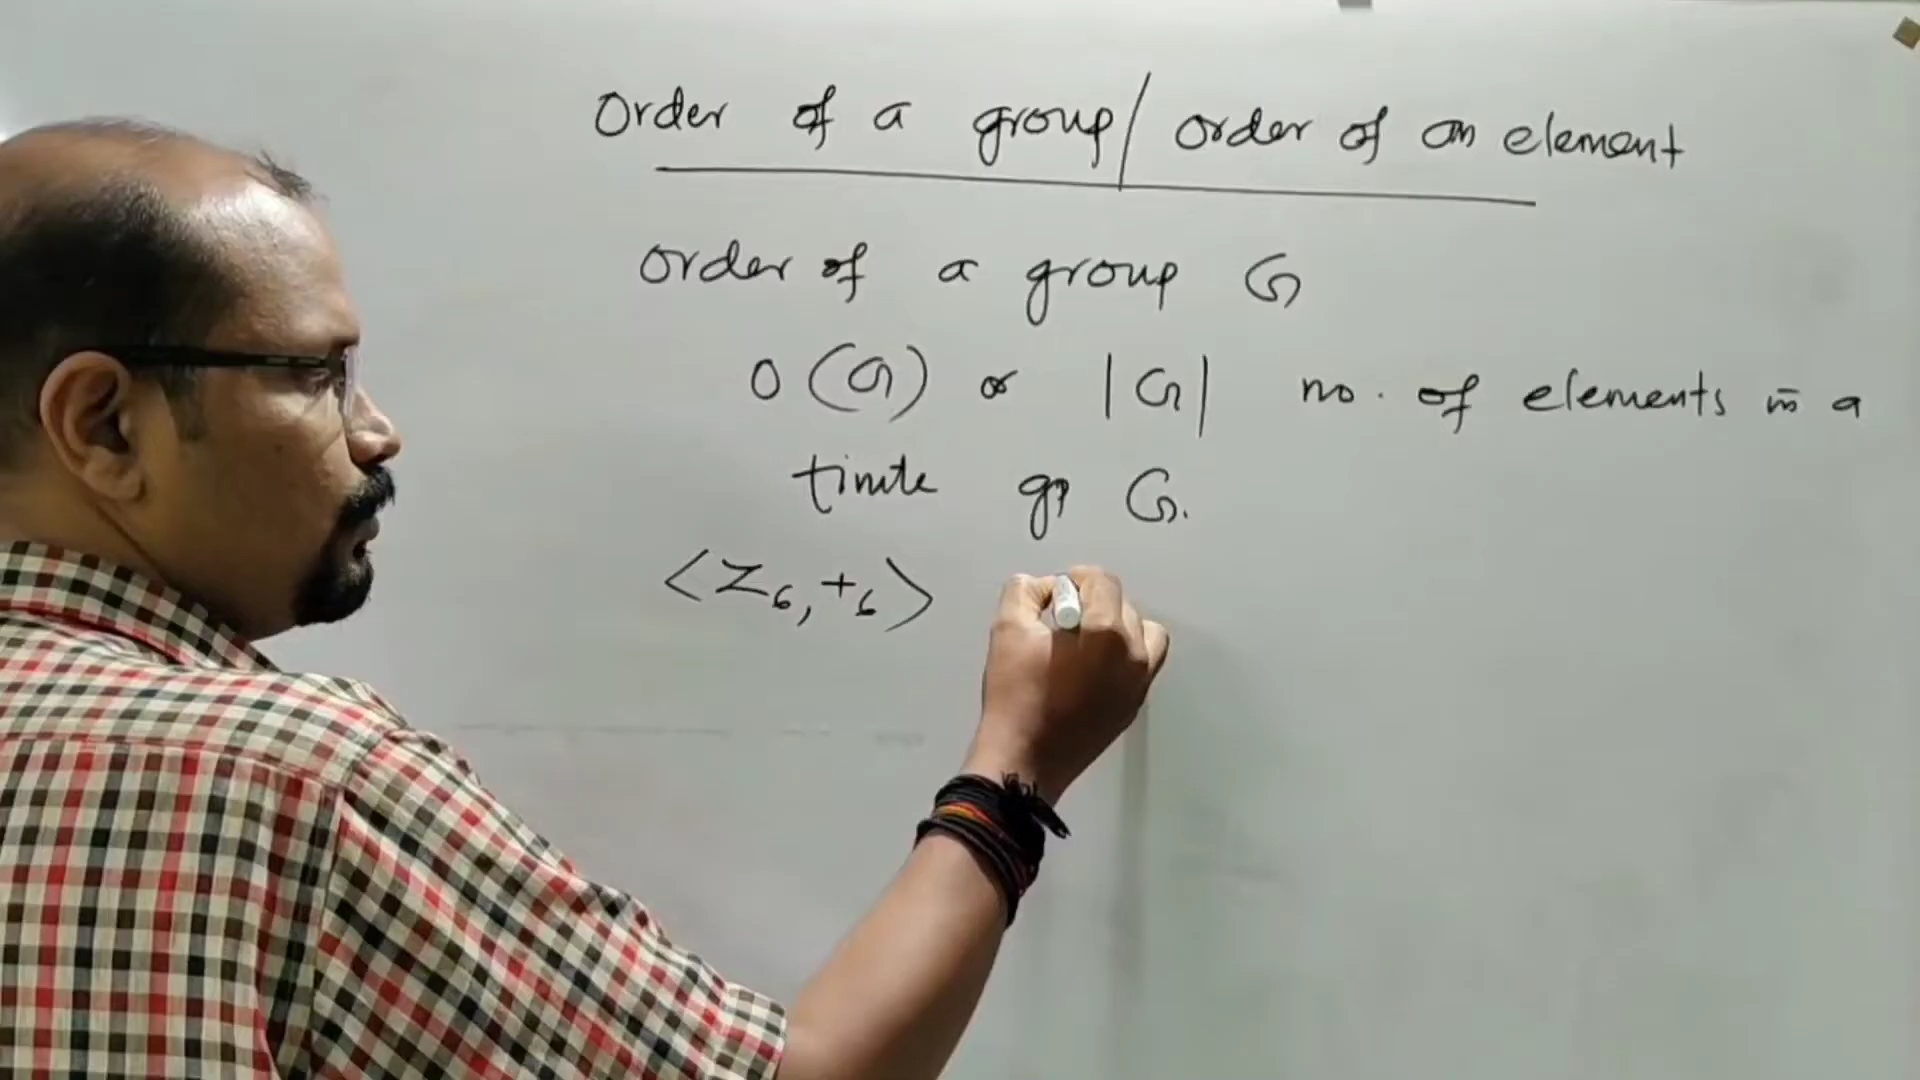 Order of a group / order of an element
order of a group G
O(G) or |G| no. of elements in a
finite gp G.
<Z₆, +₆>